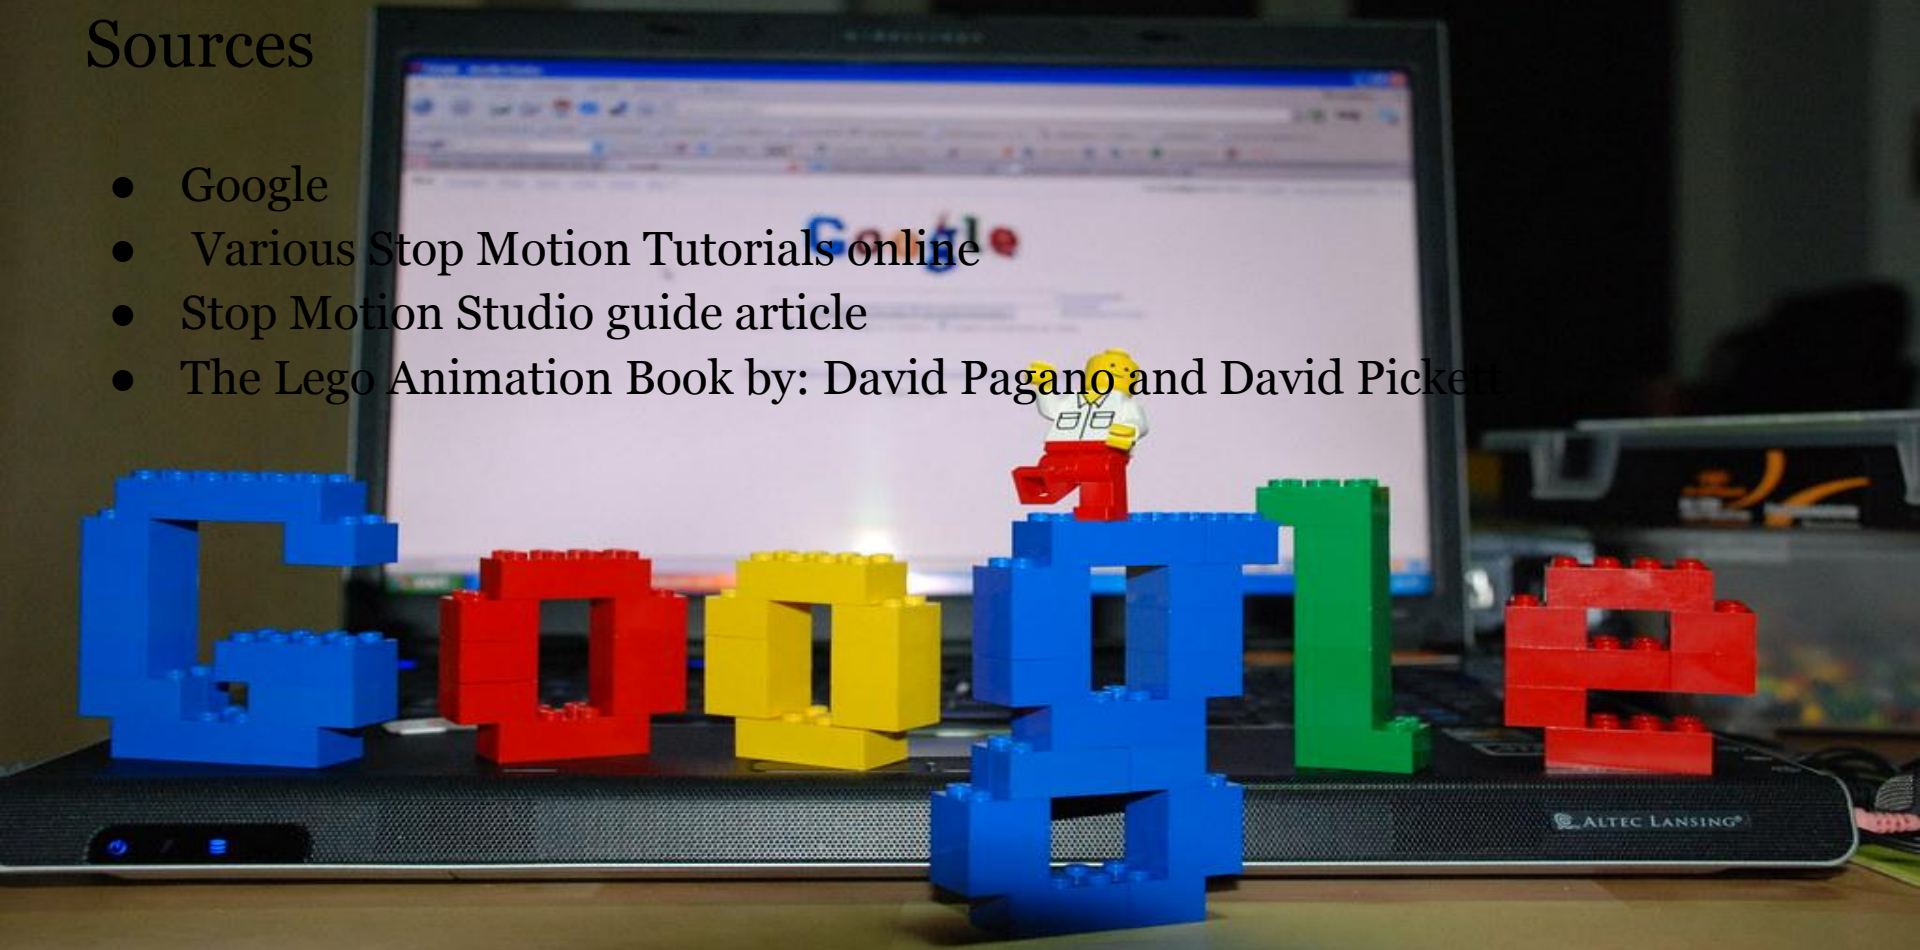 Sources
● Google
● Various Stop Motion Tutorials online
● Stop Motion Studio guide article
● The Lego Animation Book by: David Pagano and David Pickett
Google
Google
ALTEC LANSING®